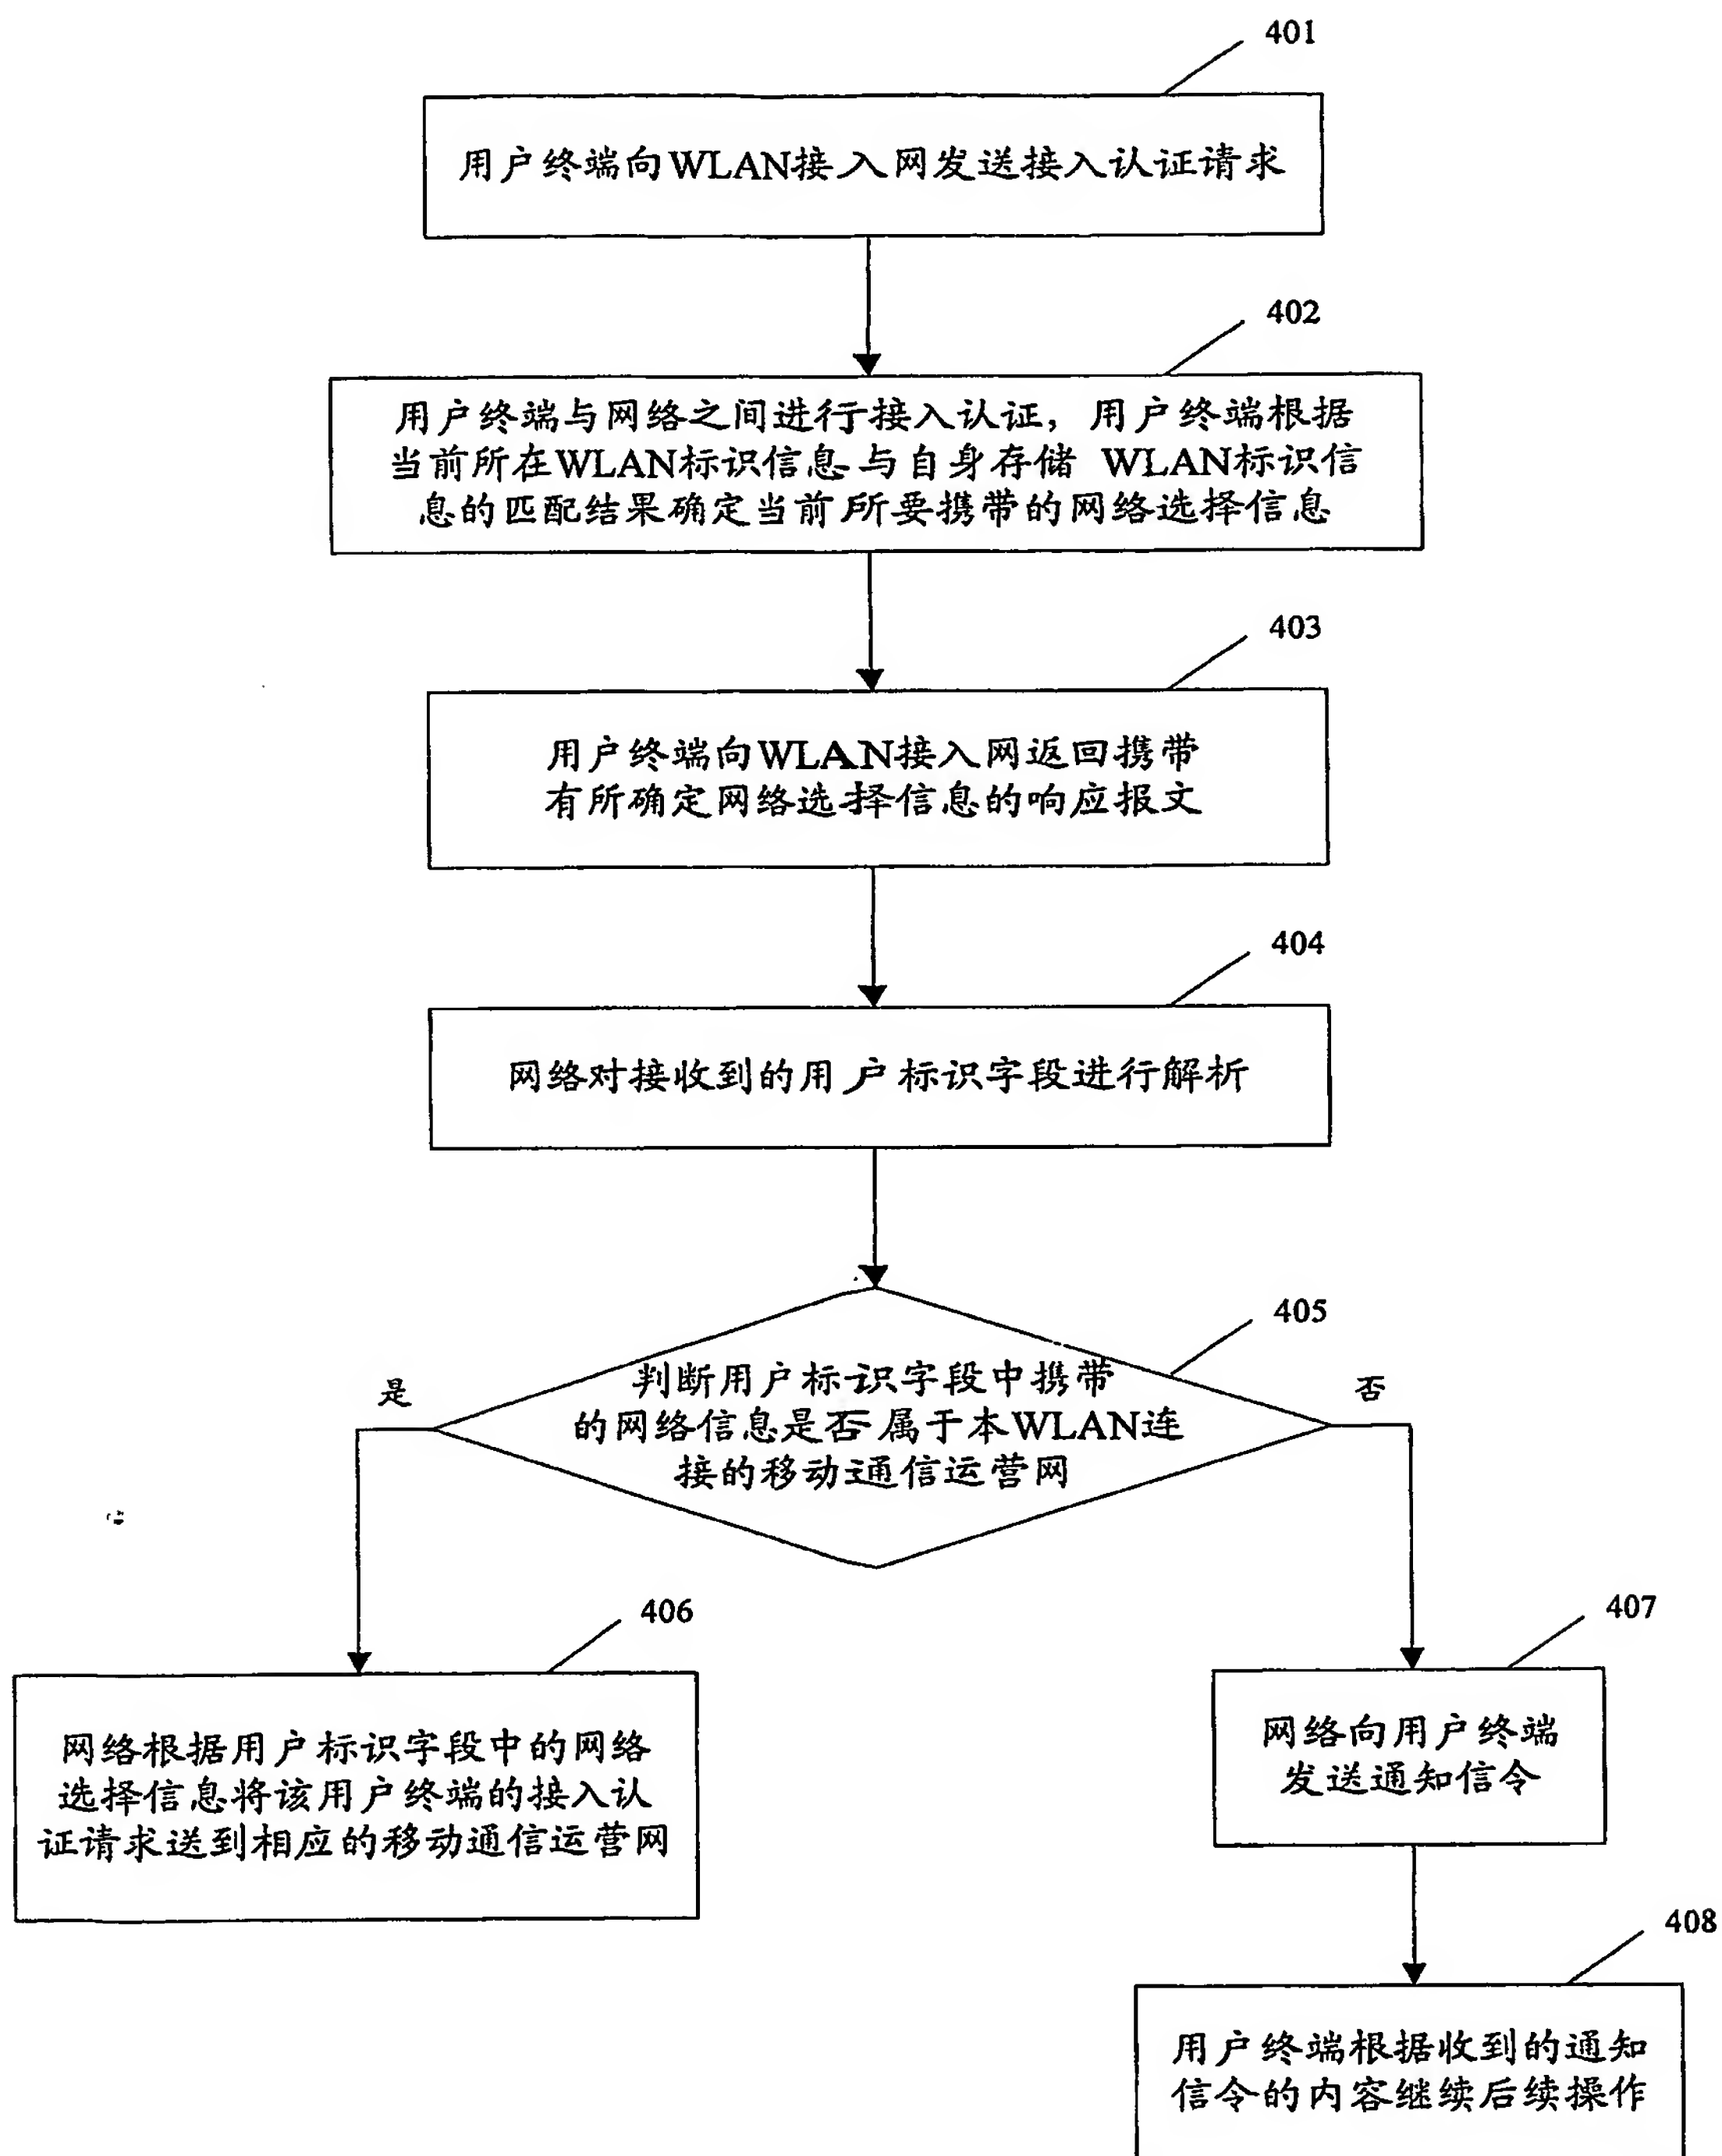 401
用户终端向WLAN接入网发送接入认证请求
402
用户终端与网络之间进行接入认证，用户终端根据
当前所在WLAN标识信息与自身存储 WLAN标识信
息的匹配结果确定当前所要携带的网络选择信息
403
用户终端向WLAN接入网返回携带
有所确定网络选择信息的响应报文
404
网络对接收到的用户标识字段进行解析
405
判断用户标识字段中携带
的网络信息是否属于本WLAN连
接的移动通信运营网
是
否
406
网络根据用户标识字段中的网络
选择信息将该用户终端的接入认
证请求送到相应的移动通信运营网
407
网络向用户终端
发送通知信令
408
用户终端根据收到的通知
信令的内容继续后续操作